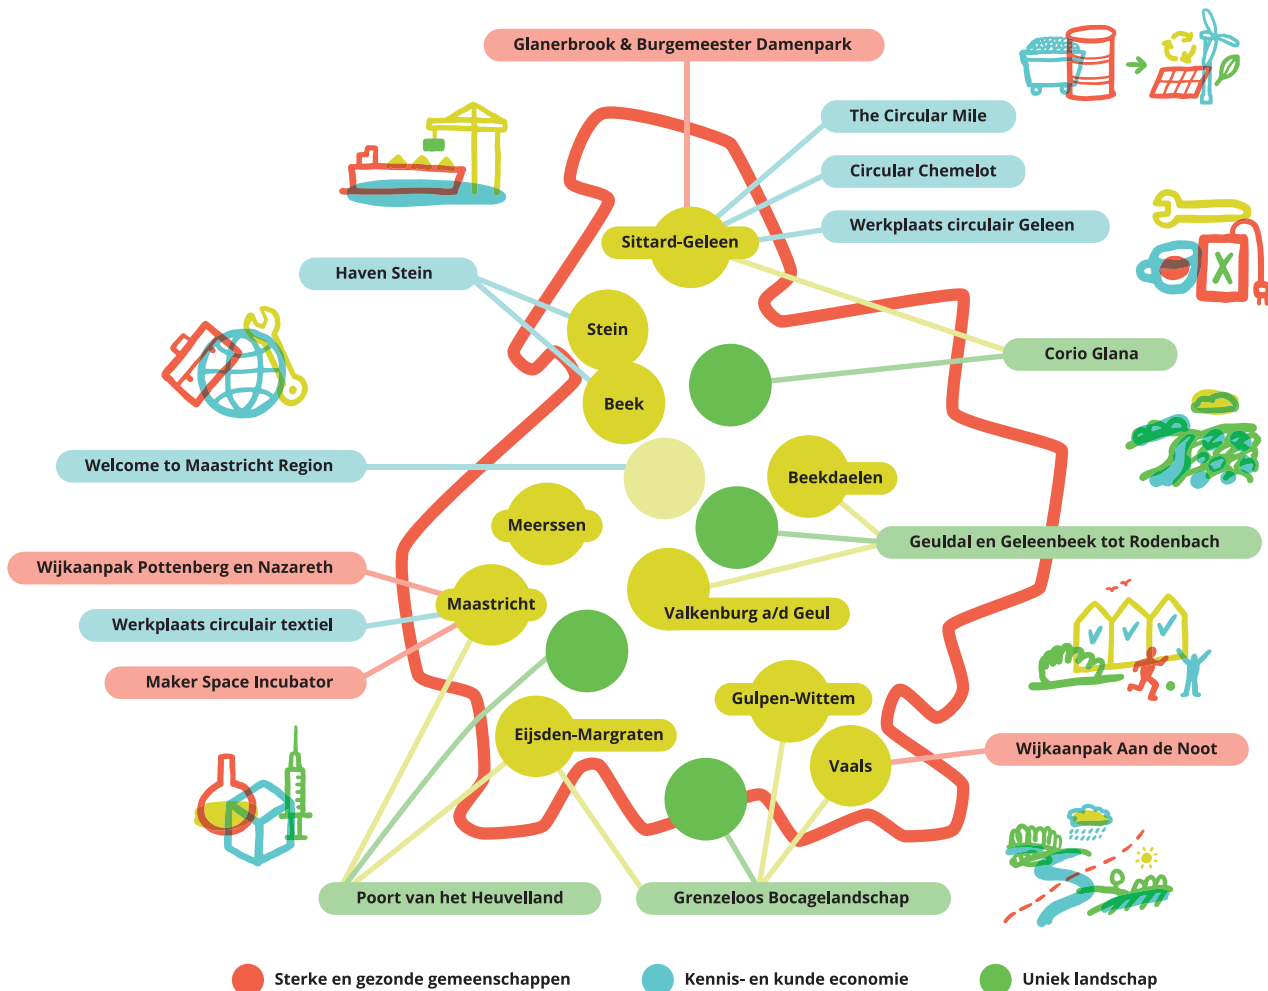 Glanerbrook & Burgemeester Damenpark
The Circular Mile
Circular Chemelot
Werkplaats circulair Geleen
Sittard-Geleen
Haven Stein
Stein
Corio Glana
Beek
Welcome to Maastricht Region
Beekdaelen
Meerssen
Geuldal en Geleenbeek tot Rodenbach
Wijkaanpak Pottenberg en Nazareth
Maastricht
Valkenburg a/d Geul
Werkplaats circulair textiel
Maker Space Incubator
Gulpen-Wittem
Eijsden-Margraten
Vaals
Wijkaanpak Aan de Noot
Poort van het Heuvelland
Grenzeloos Bocagelandschap
Sterke en gezonde gemeenschappen
Kennis- en kunde economie
Uniek landschap